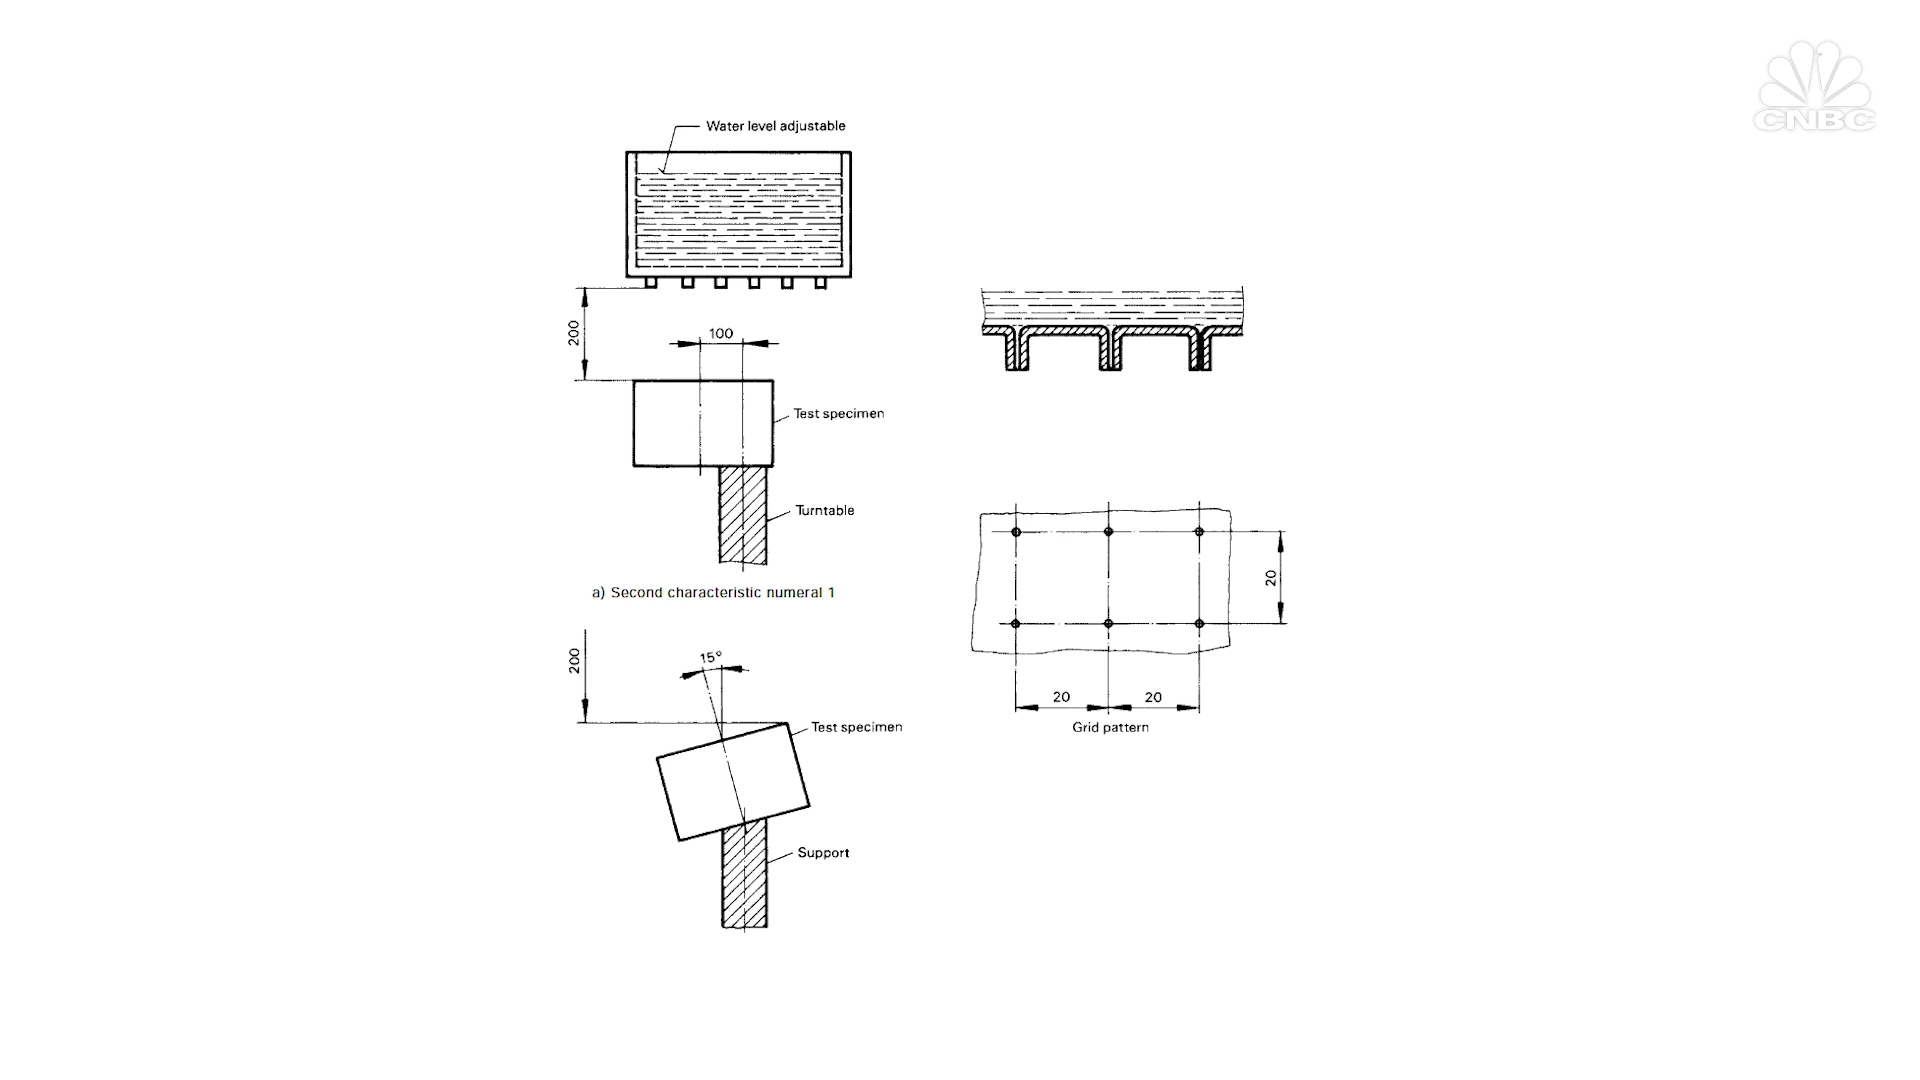 CNBC
Water level adjustable
200
100
Test specimen
Turntable
a) Second characteristic numeral 1
200
15°
Test specimen
Support
20
20 20
Grid pattern